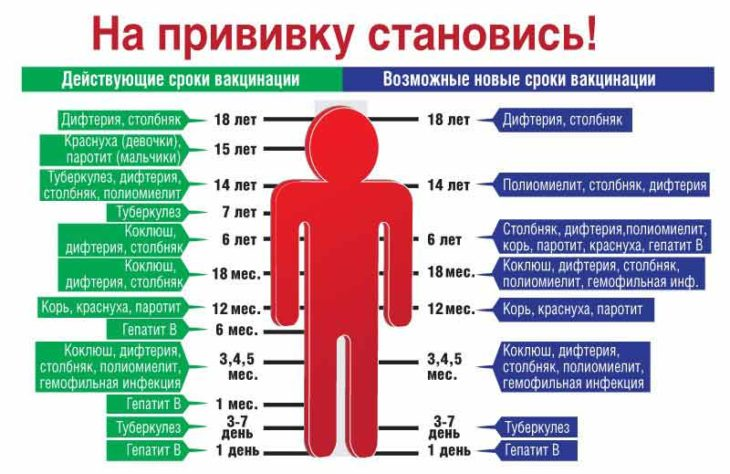 На прививку становись!
Действующие сроки вакцинации
Возможные новые сроки вакцинации
Дифтерия, столбняк
18 лет
18 лет
Дифтерия, столбняк
Краснуха (девочки),
паротит (мальчики)
15 лет
Туберкулез, дифтерия,
столбняк, полиомиелит
14 лет
14 лет
Полиомиелит, столбняк, дифтерия
Туберкулез
7 лет
Коклюш,
дифтерия, столбняк
6 лет
6 лет
Столбняк, дифтерия,полиомиелит,
корь, паротит, краснуха, гепатит В
Коклюш,
дифтерия, столбняк
18 мес.
18 мес.
Коклюш, дифтерия, столбняк,
полиомиелит, гемофильная инф.
Корь, краснуха, паротит
12 мес.
12 мес.
Корь, краснуха, паротит
Гепатит В
6 мес.
Коклюш, дифтерия,
столбняк, полиомиелит,
гемофильная инфекция
3,4,5
мес.
3,4,5
мес.
Коклюш, дифтерия,
столбняк, полиомиелит,
гемофильная инфекция
Гепатит В
1 мес.
Туберкулез
3-7
день
3-7
день
Туберкулез
Гепатит В
1 день
1 день
Гепатит В